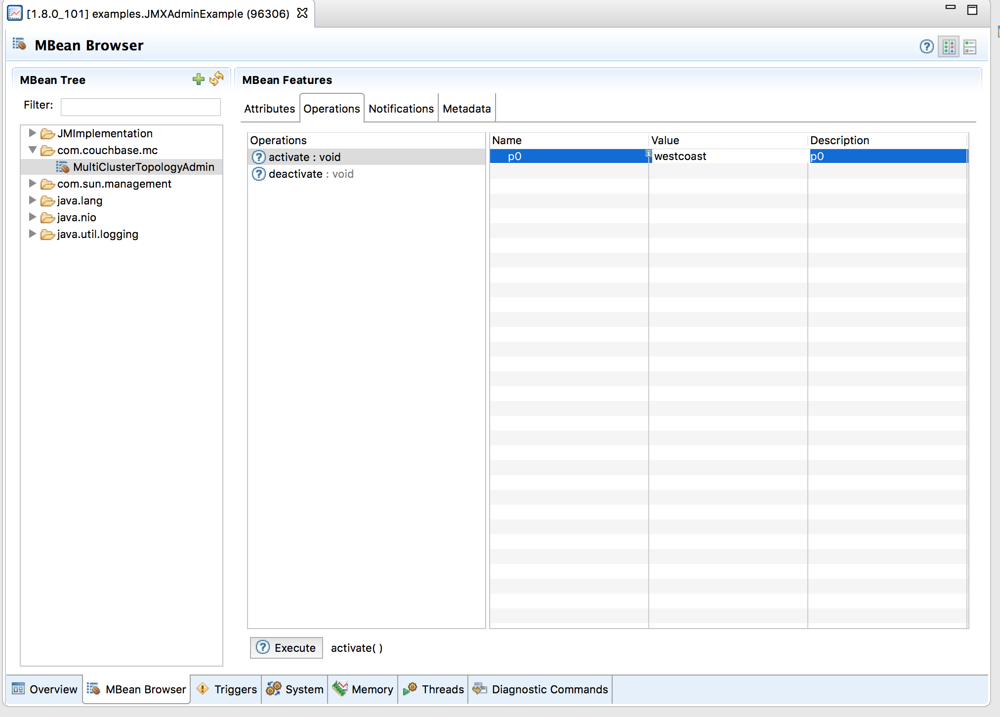 [1.8.0_101] examples.JMXAdminExample (96306)
MBean Browser
MBean Tree
Filter:
JMImplementation
com.couchbase.mc
MultiClusterTopologyAdmin
com.sun.management
java.lang
java.nio
java.util.logging
MBean Features
Attributes Operations Notifications Metadata
Operations
activate : void
deactivate : void
Name Value Description
p0 westcoast p0
Execute activate( )
Overview MBean Browser Triggers System Memory Threads Diagnostic Commands